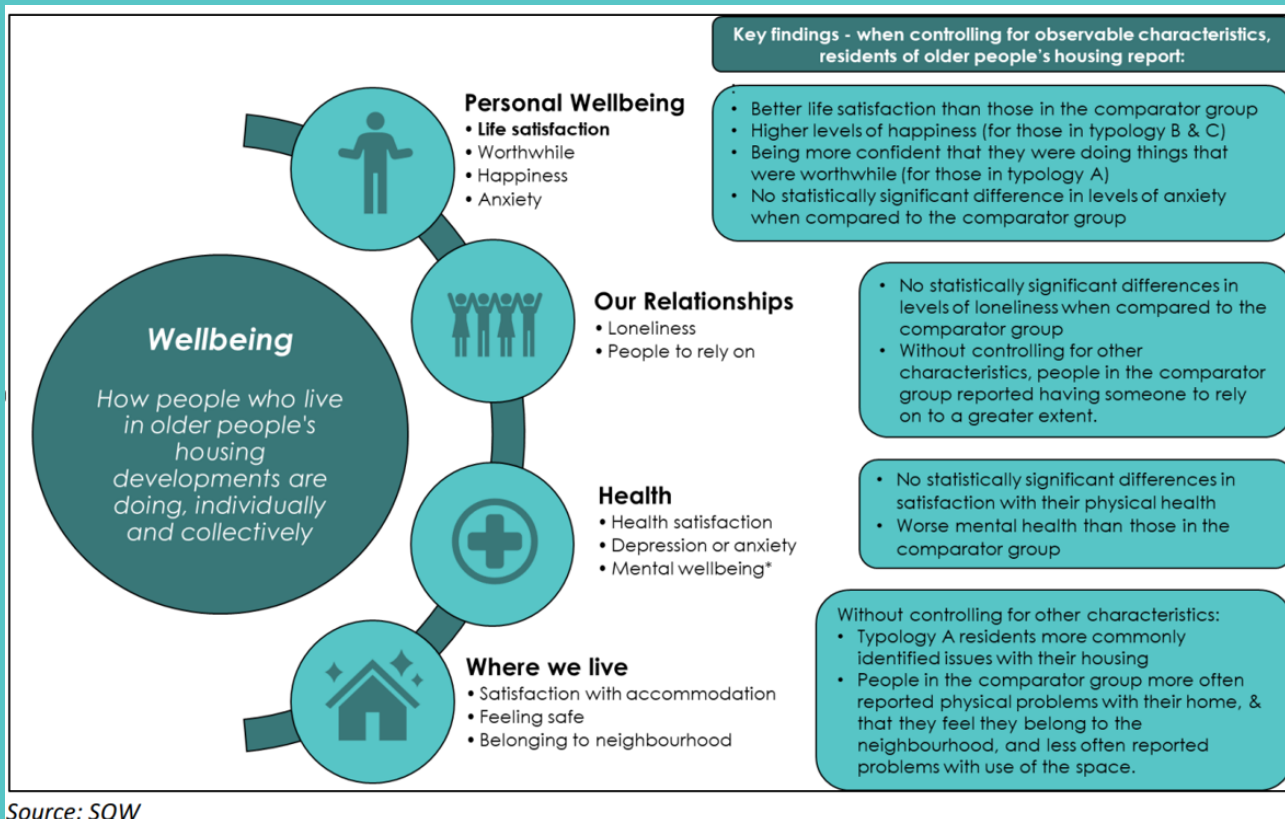 Key findings - when controlling for observable characteristics,
residents of older people's housing report:
Personal Wellbeing
• Life satisfaction
• Worthwhile
• Happiness
• Anxiety
:
• Better life satisfaction than those in the comparator group
• Higher levels of happiness (for those in typology B & C)
• Being more confident that they were doing things that
were worthwhile (for those in typology A)
• No statistically significant difference in levels of anxiety
when compared to the comparator group
Our Relationships
• Loneliness
• People to rely on
• No statistically significant differences in
levels of loneliness when compared to the
comparator group
• Without controlling for other
characteristics, people in the comparator
group reported having someone to rely
on to a greater extent.
Wellbeing
How people who live
in older people's
housing
developments are
doing, individually
and collectively
Health
• Health satisfaction
• Depression or anxiety
• Mental wellbeing*
• No statistically significant differences in
satisfaction with their physical health
• Worse mental health than those in the
comparator group
Where we live
• Satisfaction with accommodation
• Feeling safe
• Belonging to neighbourhood
Without controlling for other characteristics:
• Typology A residents more commonly
identified issues with their housing
• People in the comparator group more often
reported physical problems with their home, &
that they feel they belong to the
neighbourhood, and less often reported
problems with use of the space.
Source: SQW